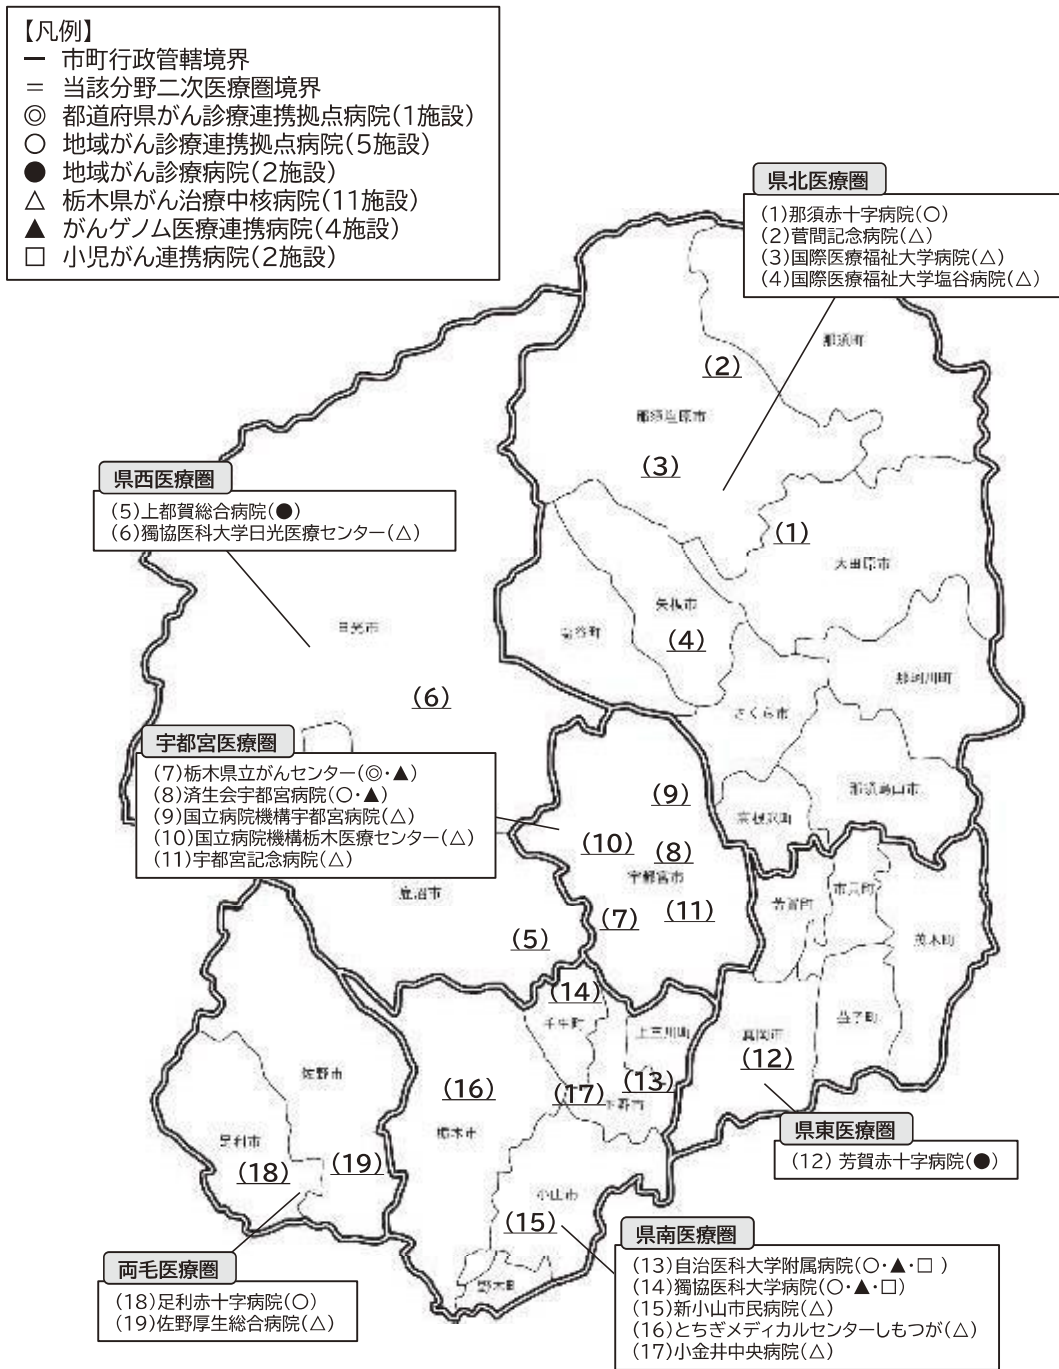 【凡例】
― 市町行政管轄境界
＝ 当該分野二次医療圏境界
◎ 都道府県がん診療連携拠点病院(1施設)
○ 地域がん診療連携拠点病院(5施設)
● 地域がん診療病院(2施設)
△ 栃木県がん治療中核病院(11施設)
▲ がんゲノム医療連携病院(4施設)
□ 小児がん連携病院(2施設)
県北医療圏
(1)那須赤十字病院(○)
(2)菅間記念病院(△)
(3)国際医療福祉大学病院(△)
(4)国際医療福祉大学塩谷病院(△)
那須町
(2)
那須塩原市
(3)
県西医療圏
(5)上都賀総合病院(●)
(6)獨協医科大学日光医療センター(△)
(1)
大田原市
矢板市
日光市
塩谷町
(4)
那珂川町
(6)
さくら市
宇都宮医療圏
(7)栃木県立がんセンター(◎・▲)
(8)済生会宇都宮病院(○・▲)
(9)国立病院機構宇都宮病院(△)
(10)国立病院機構栃木医療センター(△)
(11)宇都宮記念病院(△)
(9)
高根沢町
那須烏山市
(10)
(8)
宇都宮市
鹿沼市
市貝町
芳賀町
(7)
(11)
茂木町
(5)
(14)
壬生町
上三川町
真岡市
益子町
(12)
佐野市
(16)
(17)
(13)
下野市
栃木市
足利市
(18)
(19)
県東医療圏
(12) 芳賀赤十字病院(●)
小山市
(15)
野木町
県南医療圏
(13)自治医科大学附属病院(○・▲・□ )
(14)獨協医科大学病院(○・▲・□)
(15)新小山市民病院(△)
(16)とちぎメディカルセンターしもつが(△)
(17)小金井中央病院(△)
両毛医療圏
(18)足利赤十字病院(○)
(19)佐野厚生総合病院(△)